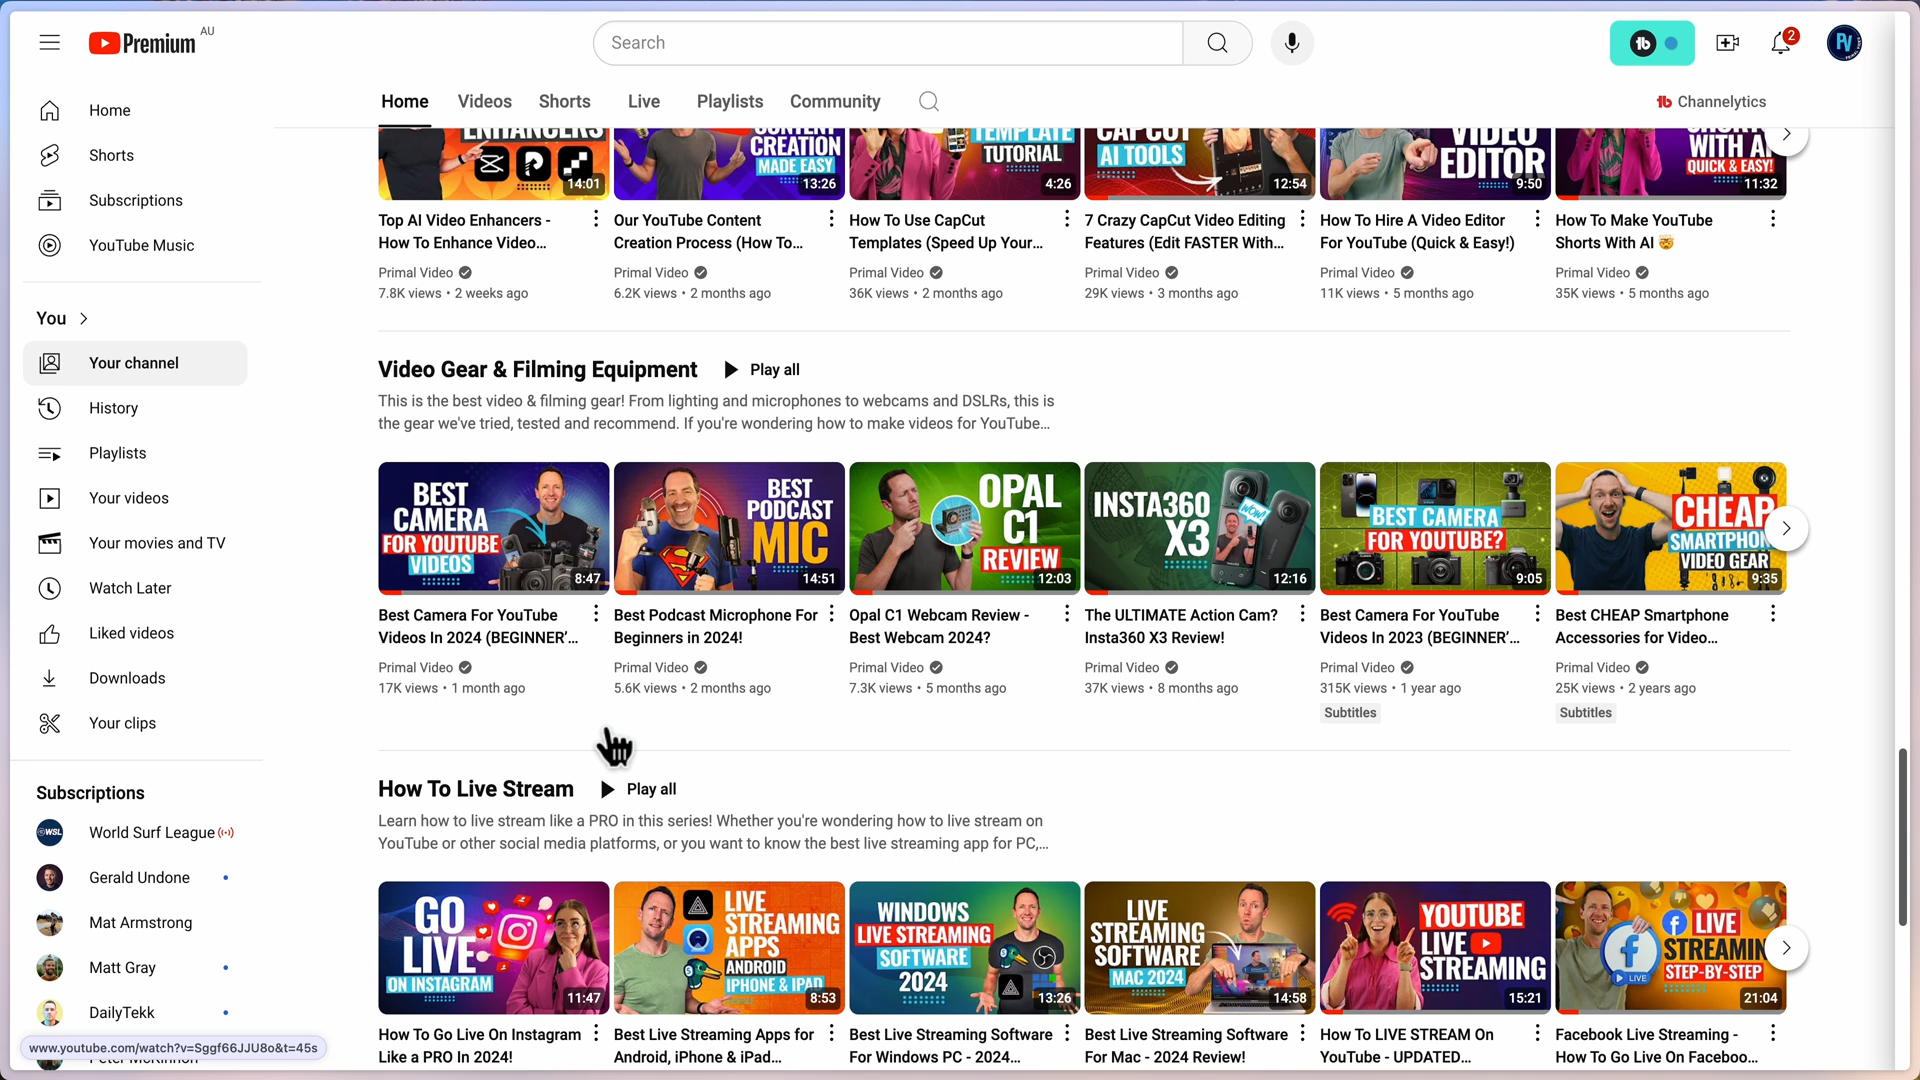 Premium AU
Search
2
Home
Shorts
Subscriptions
YouTube Music
You
Your channel
History
Playlists
Your videos
Your movies and TV
Watch Later
Liked videos
Downloads
Your clips
Subscriptions
World Surf League
Gerald Undone
Mat Armstrong
Matt Gray
DailyTekk
www.youtube.com/watch?v=Sggf66JJU8o&t=45s
Home Videos Shorts Live Playlists Community
Channelytics
ENHANCERS
14:01
Top AI Video Enhancers -
How To Enhance Video...
Primal Video
7.8K views • 2 weeks ago
CONTENT
CREATION
MADE EASY
13:26
Our YouTube Content
Creation Process (How To...
Primal Video
6.2K views • 2 months ago
TEMPLATE
TUTORIAL
4:26
How To Use CapCut
Templates (Speed Up Your...
Primal Video
36K views • 2 months ago
CAPCUT
AI TOOLS
12:54
7 Crazy CapCut Video Editing
Features (Edit FASTER With...
Primal Video
29K views • 3 months ago
VIDEO
EDITOR
9:50
How To Hire A Video Editor
For YouTube (Quick & Easy!)
Primal Video
11K views • 5 months ago
SHORTS
WITH AI
QUICK & EASY!
11:32
How To Make YouTube
Shorts With AI 🤯
Primal Video
35K views • 5 months ago
Video Gear & Filming Equipment Play all
This is the best video & filming gear! From lighting and microphones to webcams and DSLRs, this is
the gear we've tried, tested and recommend. If you're wondering how to make videos for YouTube...
BEST
CAMERA
FOR YOUTUBE
VIDEOS
8:47
Best Camera For YouTube
Videos In 2024 (BEGINNER'...
Primal Video
17K views • 1 month ago
BEST
PODCAST
MIC
14:51
Best Podcast Microphone For
Beginners in 2024!
Primal Video
5.6K views • 2 months ago
OPAL
C1
REVIEW
12:03
Opal C1 Webcam Review -
Best Webcam 2024?
Primal Video
7.3K views • 5 months ago
INSTA360
X3
WOW!
12:16
The ULTIMATE Action Cam?
Insta360 X3 Review!
Primal Video
37K views • 8 months ago
BEST CAMERA
FOR YOUTUBE?
9:05
Best Camera For YouTube
Videos In 2023 (BEGINNER'...
Primal Video
315K views • 1 year ago
Subtitles
CHEAP
SMARTPHONE
VIDEO GEAR
9:35
Best CHEAP Smartphone
Accessories for Video...
Primal Video
25K views • 2 years ago
Subtitles
How To Live Stream Play all
Learn how to live stream like a PRO in this series! Whether you're wondering how to live stream on
YouTube or other social media platforms, or you want to know the best live streaming app for PC,...
GO
LIVE
ON INSTAGRAM
11:47
How To Go Live On Instagram
Like a PRO In 2024!
LIVE
STREAMING
APPS
ANDROID
IPHONE & IPAD
8:53
Best Live Streaming Apps for
Android, iPhone & iPad...
WINDOWS
LIVE STREAMING
SOFTWARE
2024
13:26
Best Live Streaming Software
For Windows PC - 2024...
LIVE
STREAMING
SOFTWARE
MAC 2024
14:58
Best Live Streaming Software
For Mac - 2024 Review!
YOUTUBE
LIVE
STREAMING
15:21
How To LIVE STREAM On
YouTube - UPDATED...
LIVE
STREAMING
STEP-BY-STEP
LIVE
21:04
Facebook Live Streaming -
How To Go Live On Faceboo...